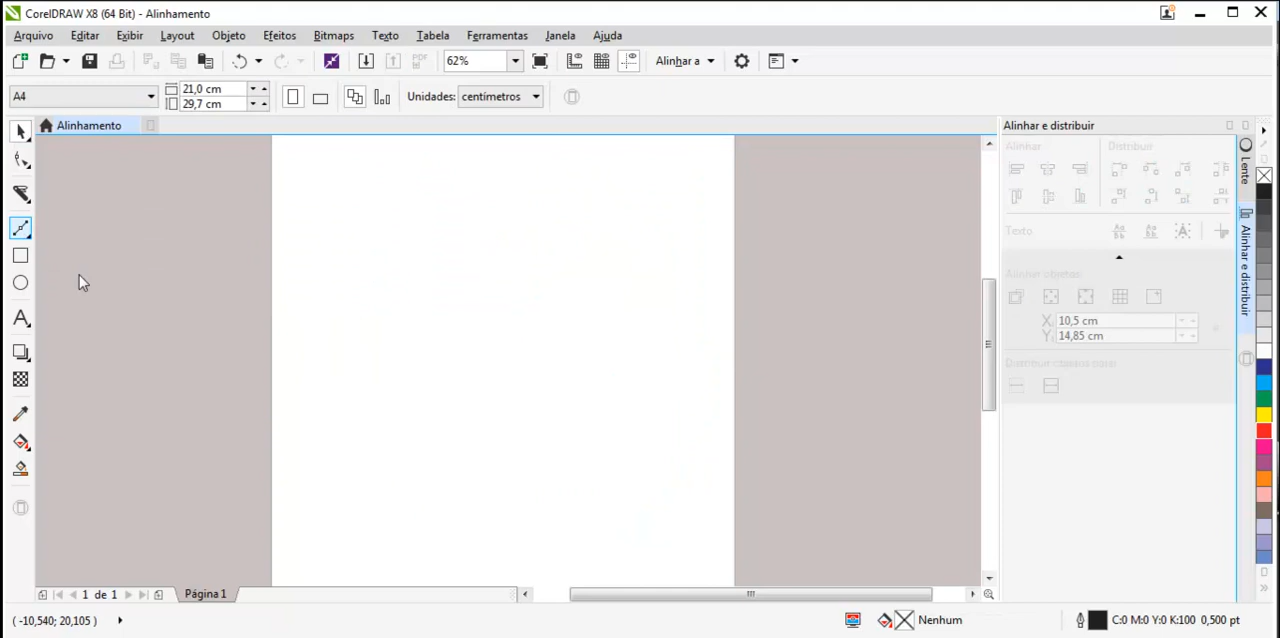 CorelDRAW X8 (64 Bit) - Alinhamento
Arquivo Editar Exibir Layout Objeto Efeitos Bitmaps Texto Tabela Ferramentas Janela Ajuda
PDF 62% Alinhar a
A4 21,0 cm 29,7 cm Unidades: centímetros
Alinhamento
Alinhar e distribuir
Alinhar Distribuir
Lente
Texto
Alinhar e distribuir
Alinhar objetos:
X: 10,5 cm
Y: 14,85 cm
1 de 1 Página 1
( -10,540; 20,105 ) Nenhum C:0 M:0 Y:0 K:100 0,500 pt